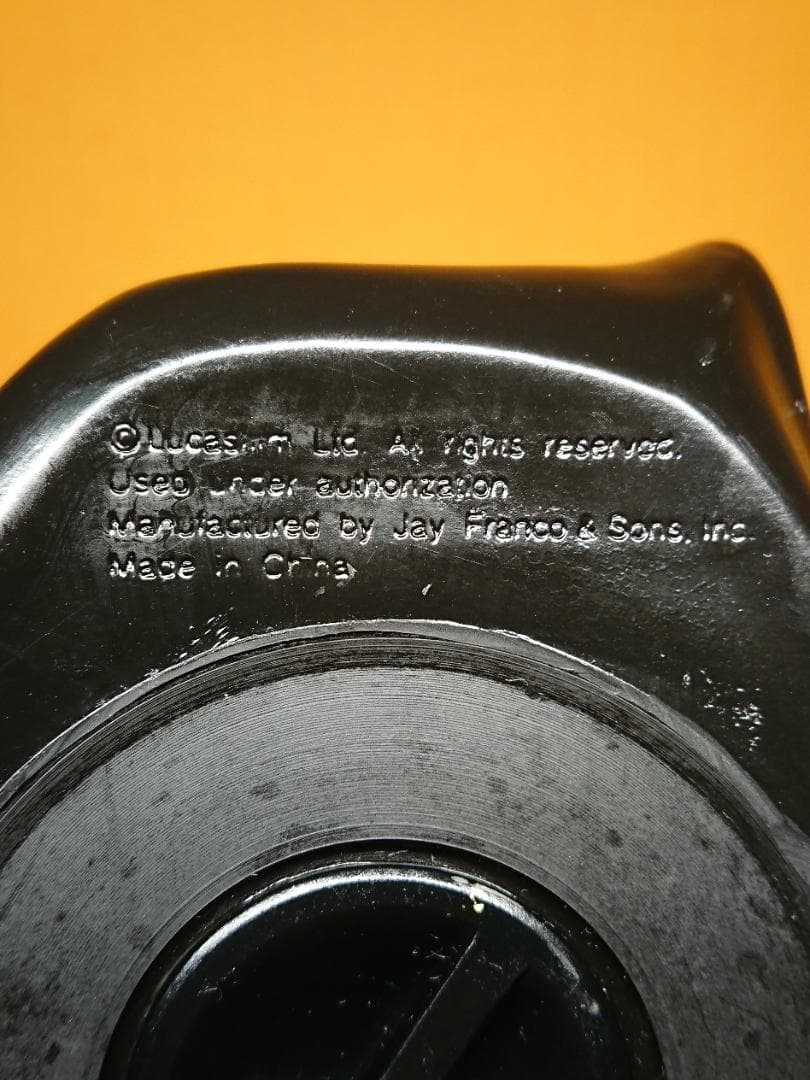 © Lucasfilm Ltd. All rights reserved.
Used under authorization
Manufactured by Jay Franco & Sons, Inc.
Made in China